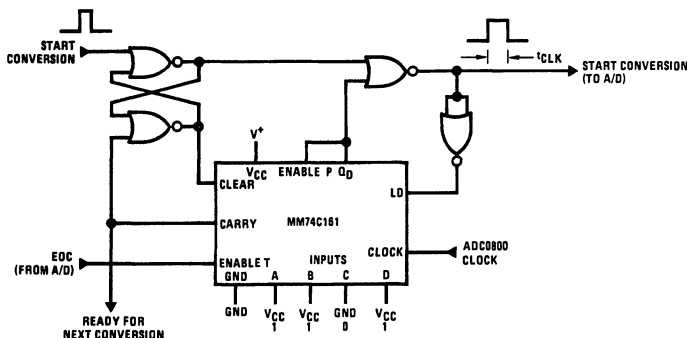 START
CONVERSION
tCLK
START CONVERSION
(TO A/D)
V+
VCC
ENABLE P QD
CLEAR
LD
CARRY
MM74C161
EOC
(FROM A/D)
ENABLE T
INPUTS
CLOCK
ADC0800
CLOCK
GND A B C D
GND VCC VCC GND VCC
1 1 0 1
READY FOR
NEXT CONVERSION